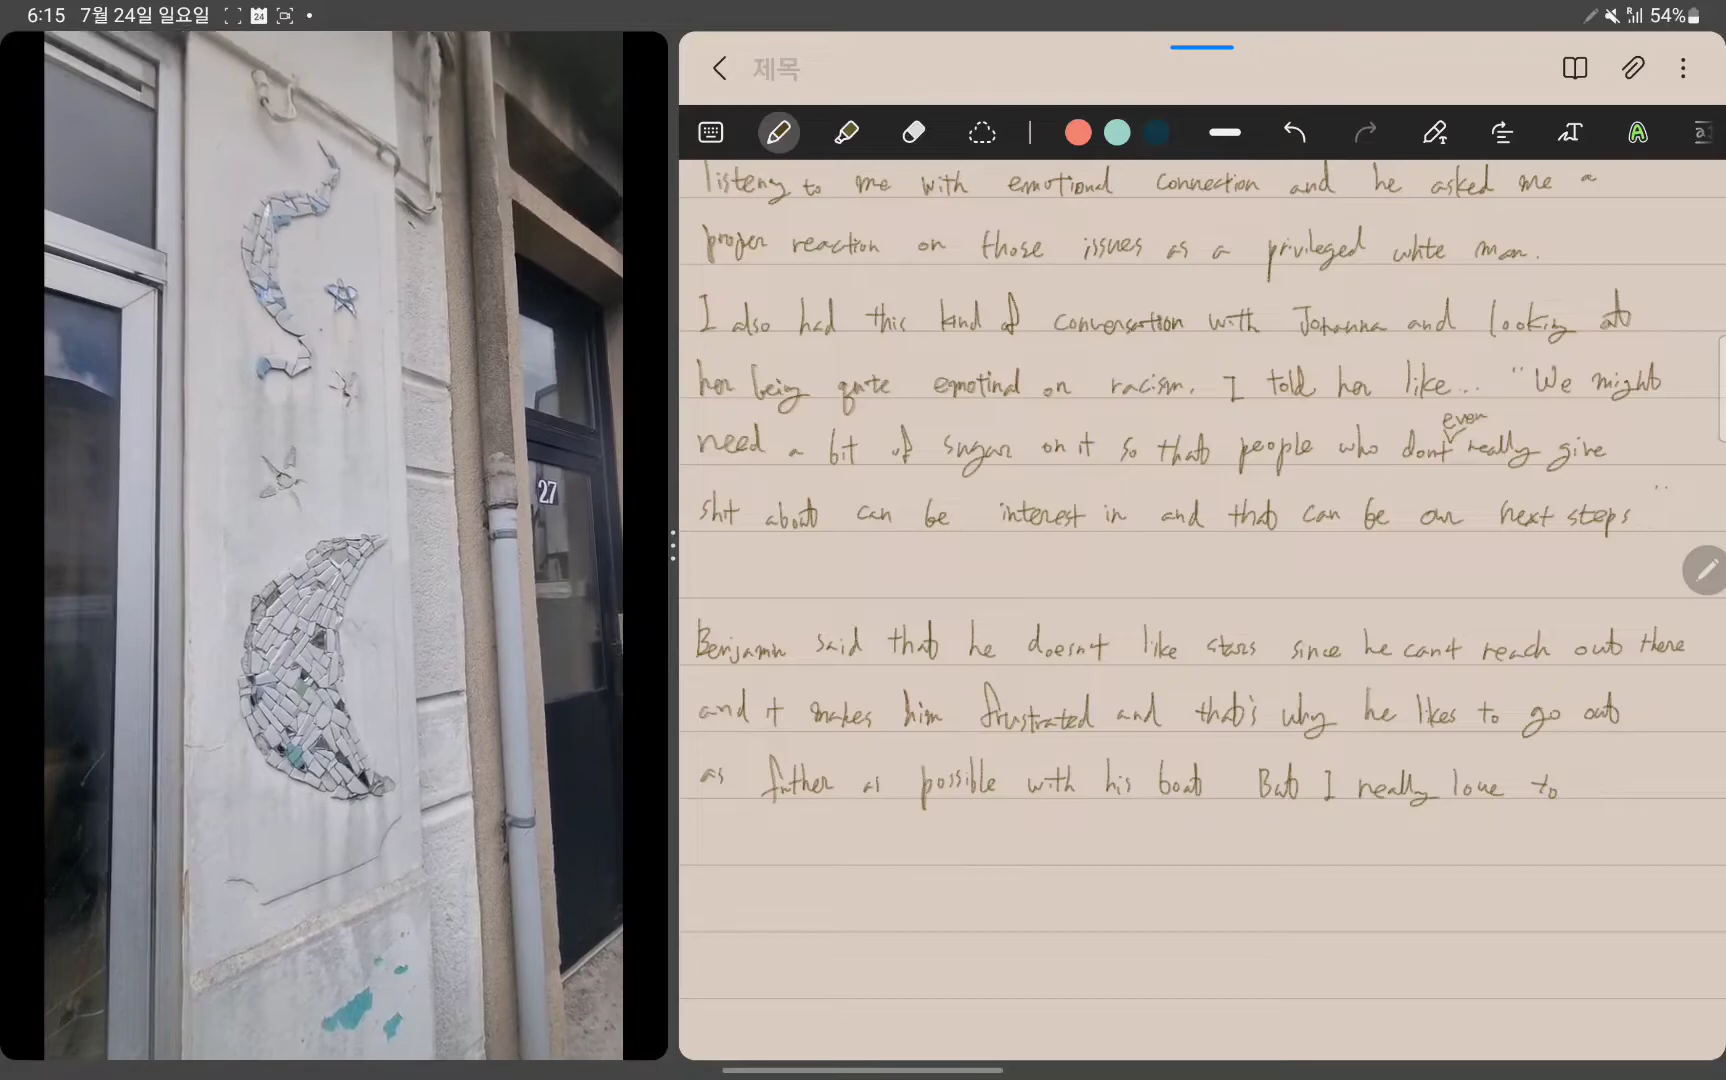 6:15 7월 24일 일요일 24
R 54%
제목
27
listeng to me with emotional connection and he asked me a
proper reaction on those issues as a privileged white man.
I also had this kind of conversation with Johanna and looking at
her being quite emotinal on racism. I told her like... "We might
even
need a bit of sugar on it so that people who don't really give
shit about can be interest in and that can be our next steps"
Benjamin said that he doesn't like stars since he can't reach out there
and it makes him frustrated and that's why he likes to go out
as futher as possible with his boat But I really love to